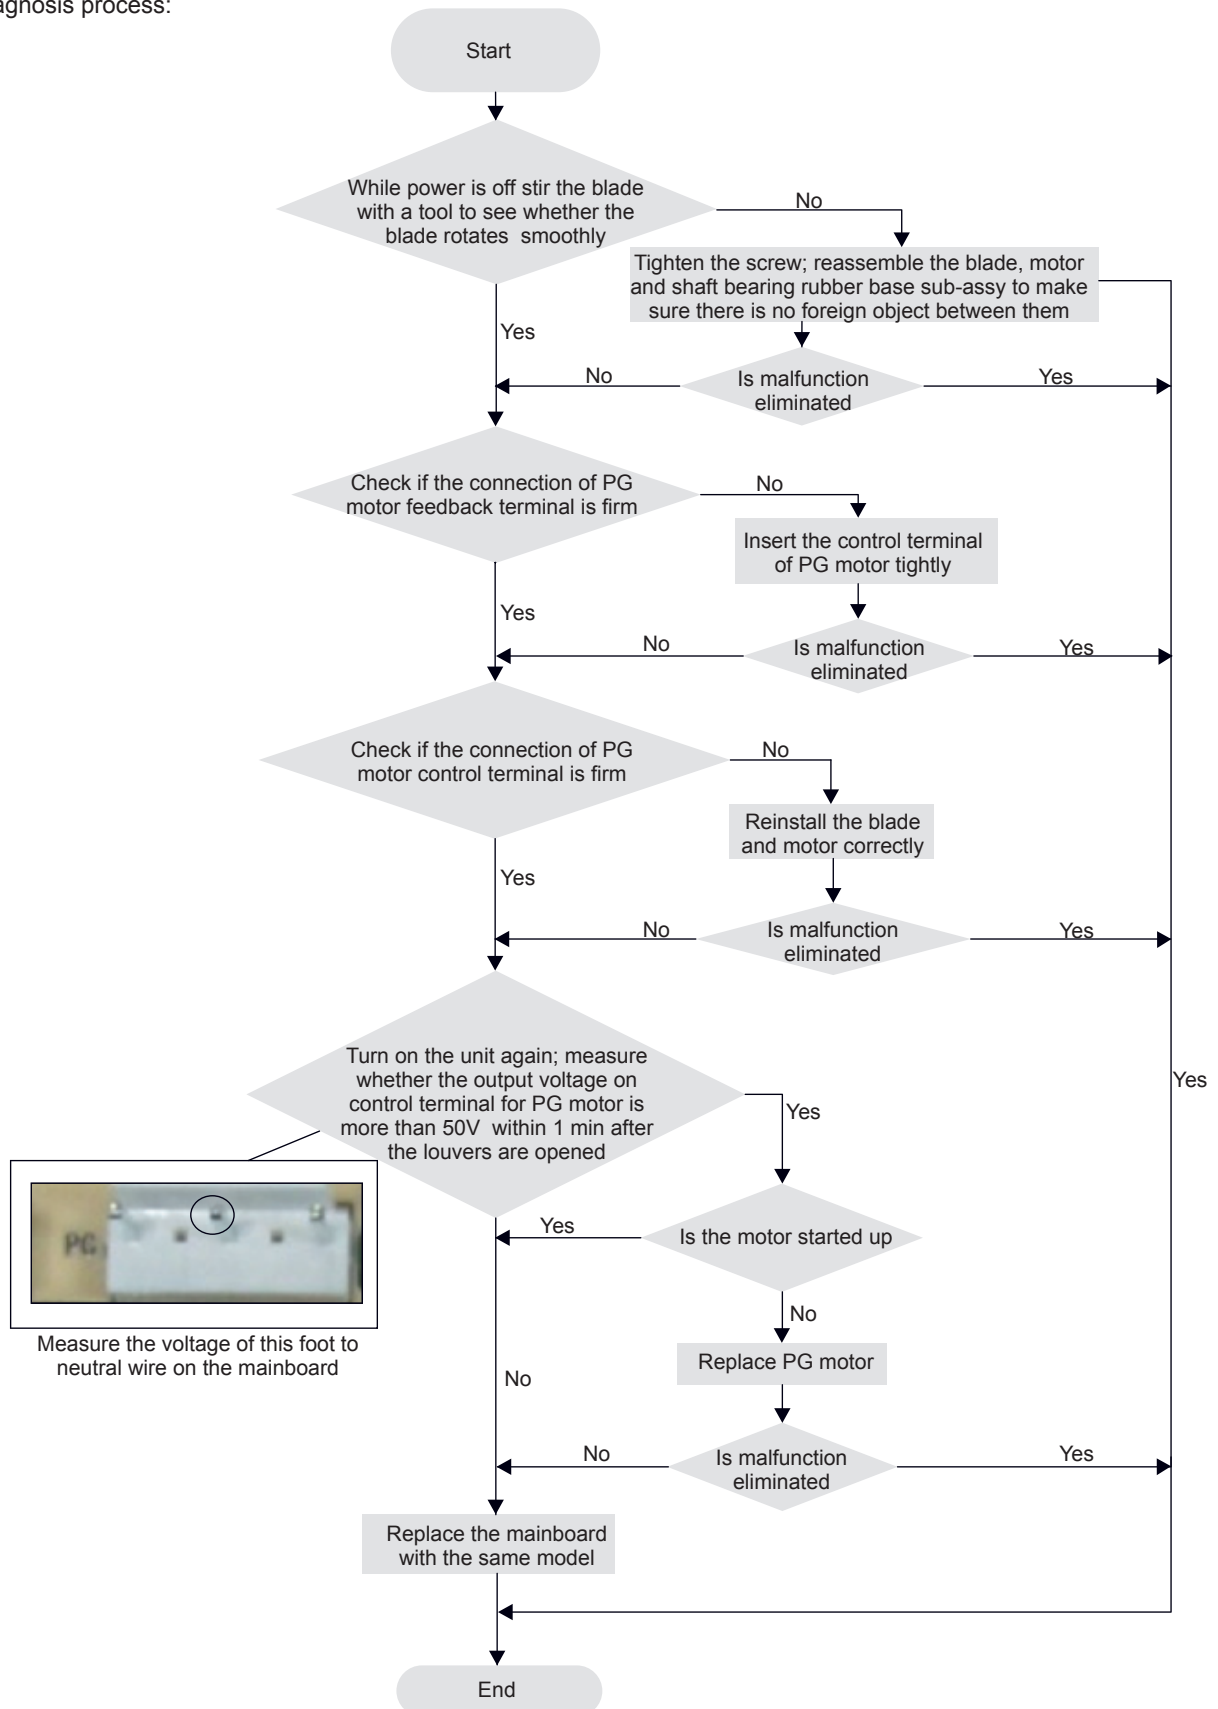 agnosis process:
Start
While power is off stir the blade
with a tool to see whether the
blade rotates smoothly
No
Tighten the screw; reassemble the blade, motor
and shaft bearing rubber base sub-assy to make
sure there is no foreign object between them
Yes
No
Is malfunction
eliminated
Yes
Check if the connection of PG
motor feedback terminal is firm
No
Insert the control terminal
of PG motor tightly
Yes
No
Is malfunction
eliminated
Yes
Check if the connection of PG
motor control terminal is firm
No
Reinstall the blade
and motor correctly
Yes
No
Is malfunction
eliminated
Yes
Turn on the unit again; measure
whether the output voltage on
control terminal for PG motor is
more than 50V within 1 min after
the louvers are opened
Yes
Yes
PG
Measure the voltage of this foot to
neutral wire on the mainboard
Yes
Is the motor started up
No
Replace PG motor
No
No
Is malfunction
eliminated
Yes
Replace the mainboard
with the same model
End